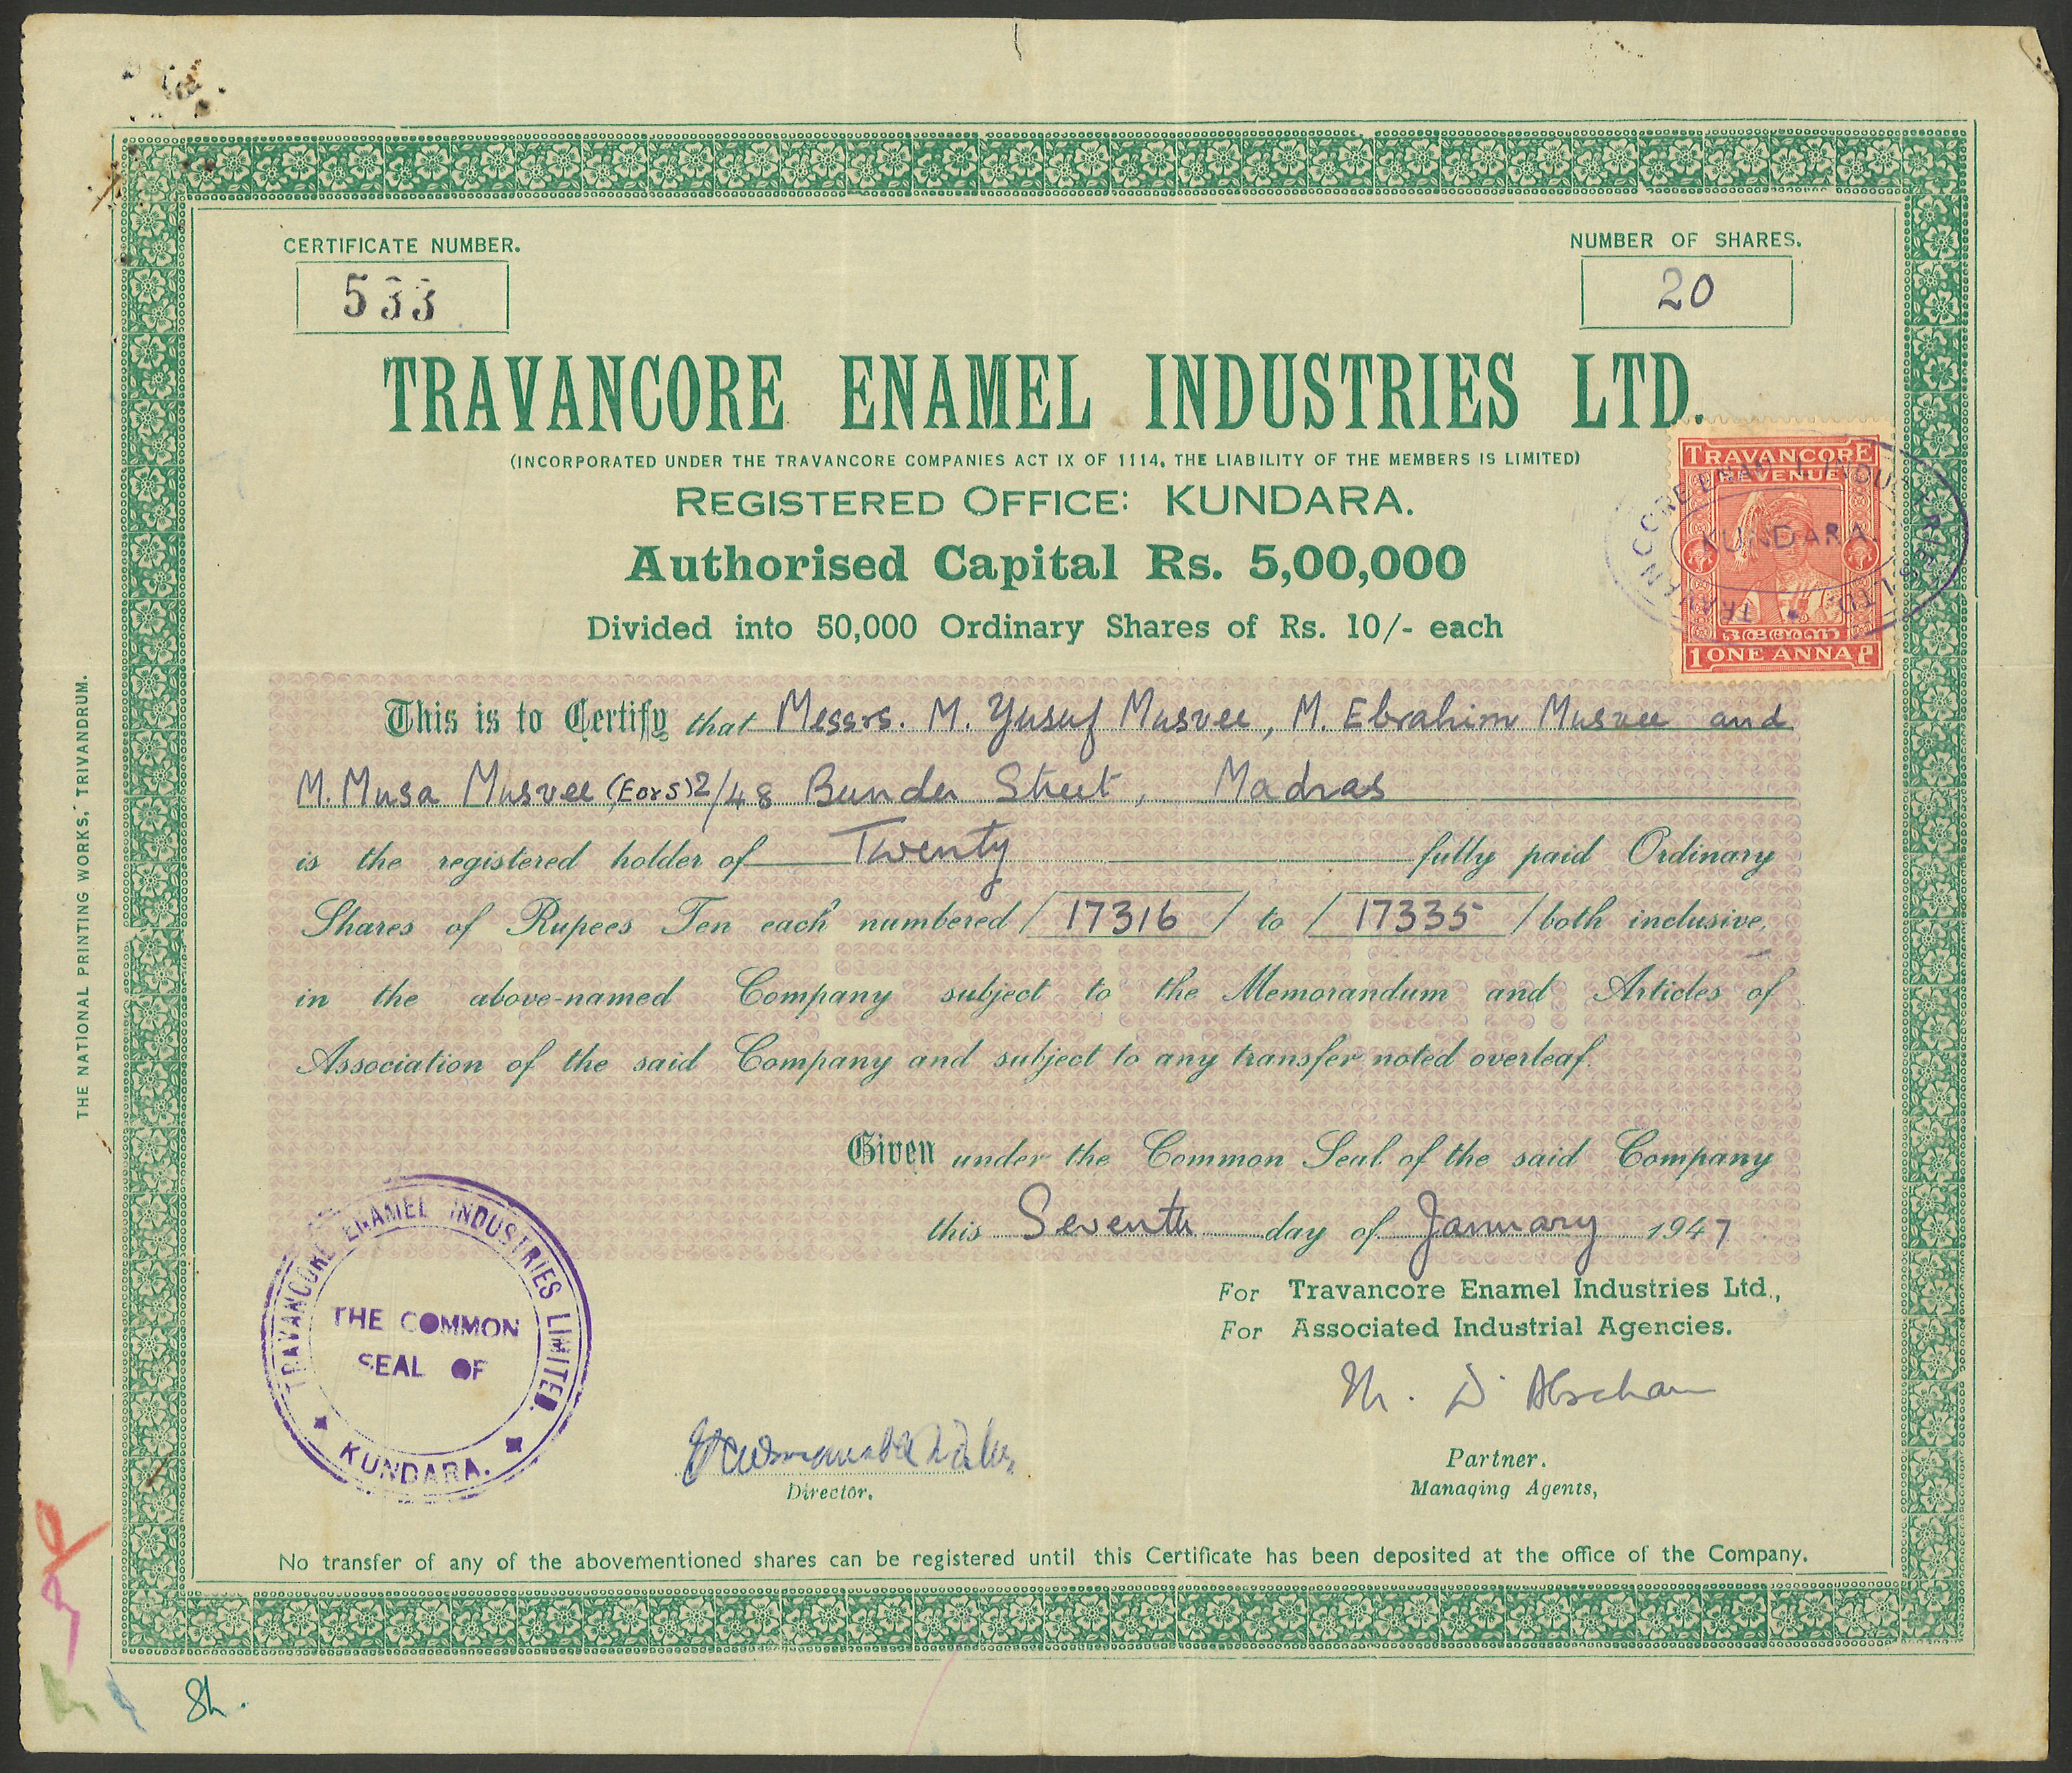 CERTIFICATE NUMBER.
533
NUMBER OF SHARES.
20
TRAVANCORE ENAMEL INDUSTRIES LTD.
(INCORPORATED UNDER THE TRAVANCORE COMPANIES ACT IX OF 1114, THE LIABILITY OF THE MEMBERS IS LIMITED)
REGISTERED OFFICE: KUNDARA.
Authorised Capital Rs. 5,00,000
Divided into 50,000 Ordinary Shares of Rs. 10/- each
TRAVANCORE
REVENUE
KUNDARA
ഒരണ
1 ONE ANNA ൧
TRAVANCORE ENAMEL INDUSTRIES LTD.
This is to Certify that Messrs. M. Yusuf Musvee, M. Ebrahim Musvee and
M. Musa Musvee (Eors) 2/48 Bunder Street, Madras
is the registered holder of Twenty fully paid Ordinary
Shares of Rupees Ten each numbered / 17316 / to / 17335 / both inclusive,
in the above-named Company subject to the Memorandum and Articles of
Association of the said Company and subject to any transfer noted overleaf.
Given under the Common Seal of the said Company
this Seventh day of January 1947
For Travancore Enamel Industries Ltd.,
For Associated Industrial Agencies.
TRAVANCORE ENAMEL INDUSTRIES LIMITED.
THE COMMON
SEAL OF
KUNDARA.
Director,
Partner.
Managing Agents,
No transfer of any of the abovementioned shares can be registered until this Certificate has been deposited at the office of the Company.
THE NATIONAL PRINTING WORKS, TRIVANDRUM.